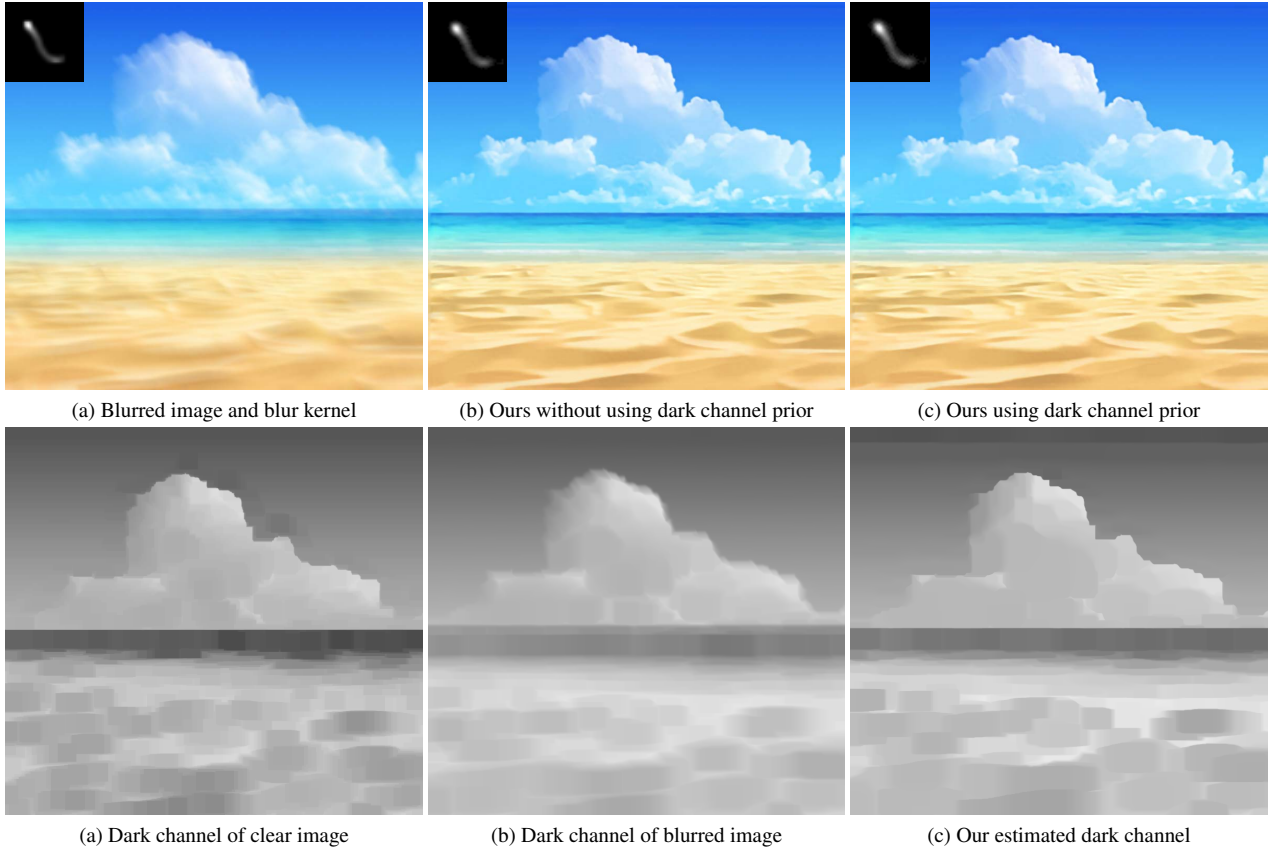 (a) Blurred image and blur kernel
(b) Ours without using dark channel prior
(c) Ours using dark channel prior
(a) Dark channel of clear image
(b) Dark channel of blurred image
(c) Our estimated dark channel